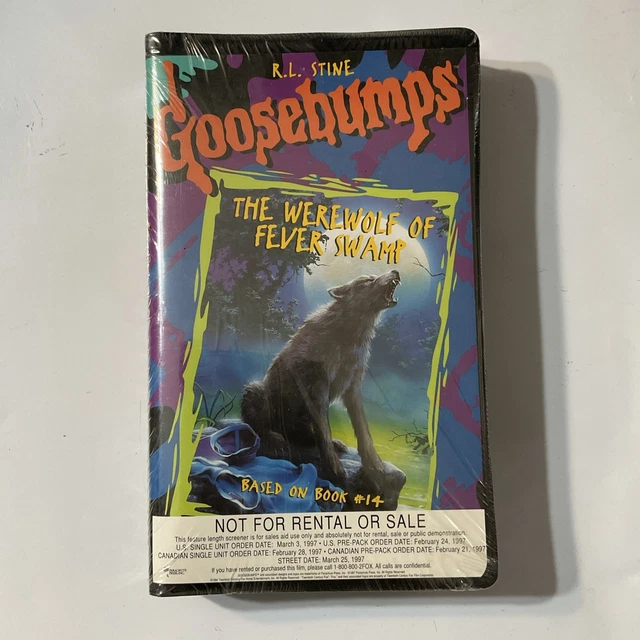 R.L. STINE
Goosebumps
THE WEREWOLF OF
FEVER SWAMP
BASED ON BOOK #14
NOT FOR RENTAL OR SALE
This feature length screener is for sales aid use only and absolutely not for rental, sale or public demonstration.
U.S. SINGLE UNIT ORDER DATE: March 3, 1997 • U.S. PRE-PACK ORDER DATE: February 24, 1997
CANADIAN SINGLE UNIT ORDER DATE: February 28, 1997 • CANADIAN PRE-PACK ORDER DATE: February 21, 1997
STREET DATE: March 25, 1997
If you have rented or purchased this film, please call 1-800-800-2FOX. All calls are confidential.